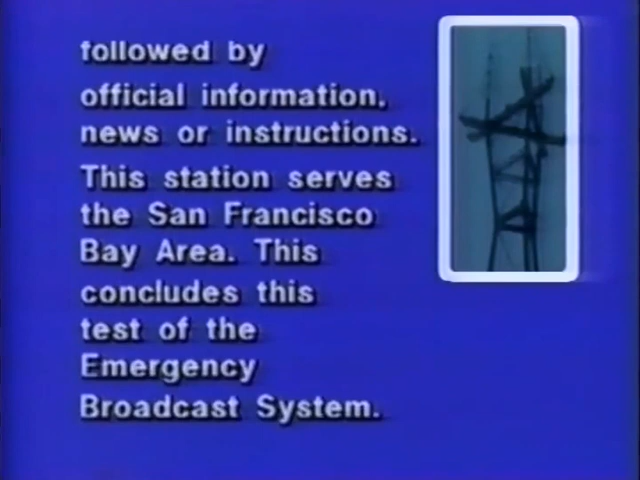 followed by
official information,
news or instructions.
This station serves
the San Francisco
Bay Area. This
concludes this
test of the
Emergency
Broadcast System.